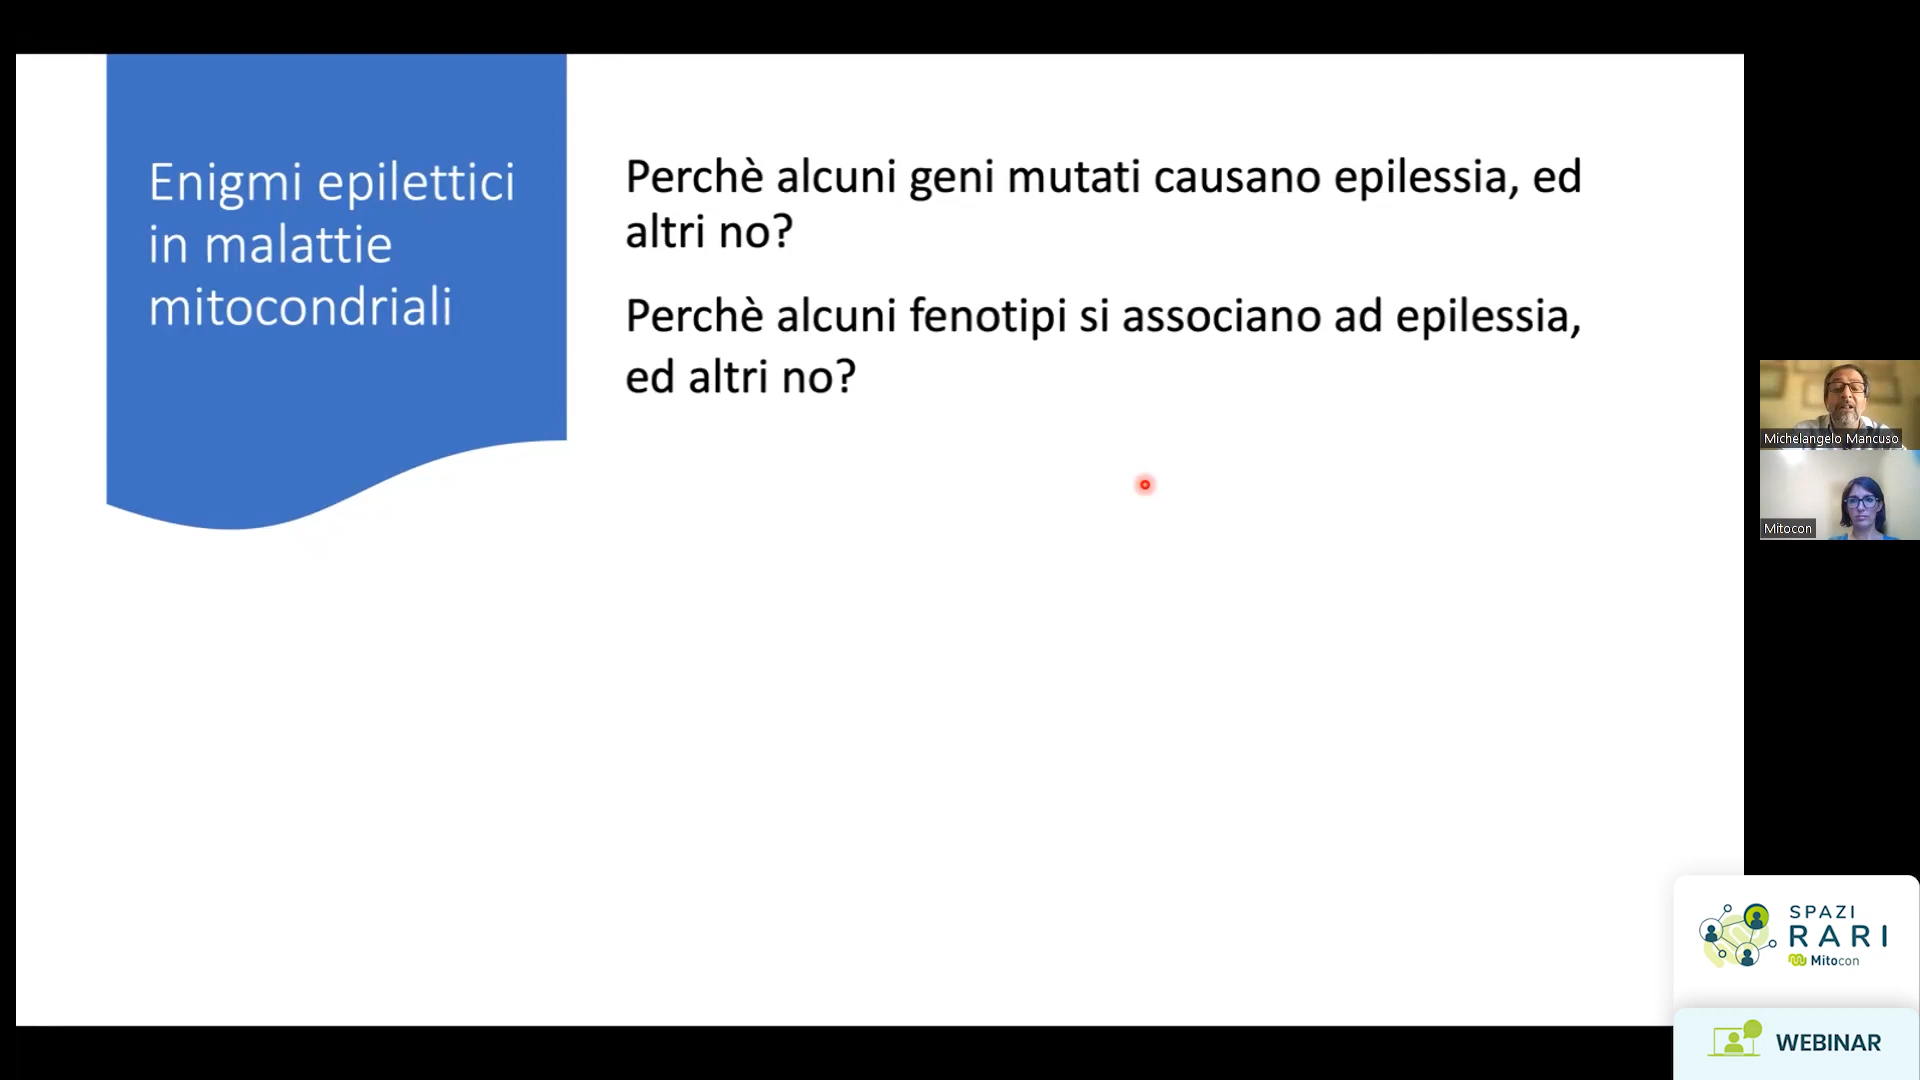 Enigmi epilettici
in malattie
mitocondriali
Perchè alcuni geni mutati causano epilessia, ed
altri no?
Perchè alcuni fenotipi si associano ad epilessia,
ed altri no?
Michelangelo Mancuso
Mitocon
SPAZI
RARI
Mitocon
WEBINAR